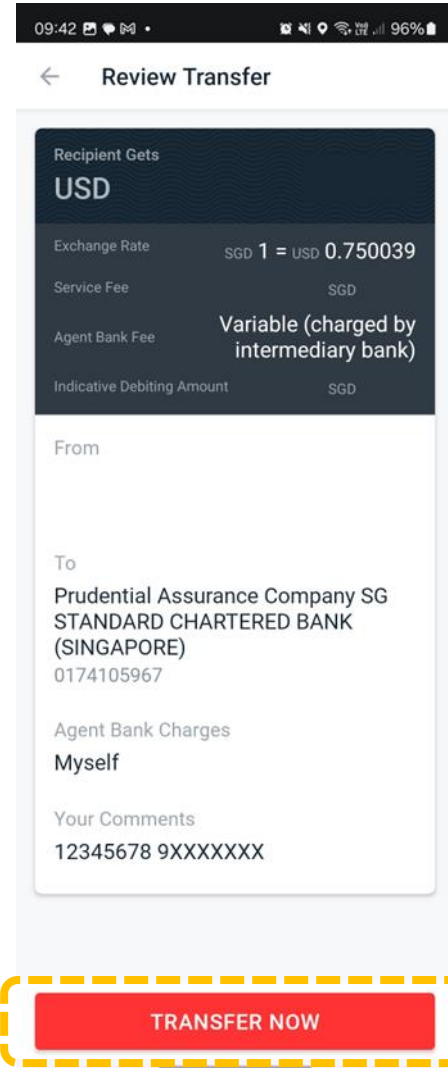 09:42
96%
Review Transfer
Recipient Gets
USD
Exchange Rate SGD 1 = USD 0.750039
Service Fee SGD
Agent Bank Fee Variable (charged by
intermediary bank)
Indicative Debiting Amount SGD
From
To
Prudential Assurance Company SG
STANDARD CHARTERED BANK
(SINGAPORE)
0174105967
Agent Bank Charges
Myself
Your Comments
12345678 9XXXXXXX
TRANSFER NOW